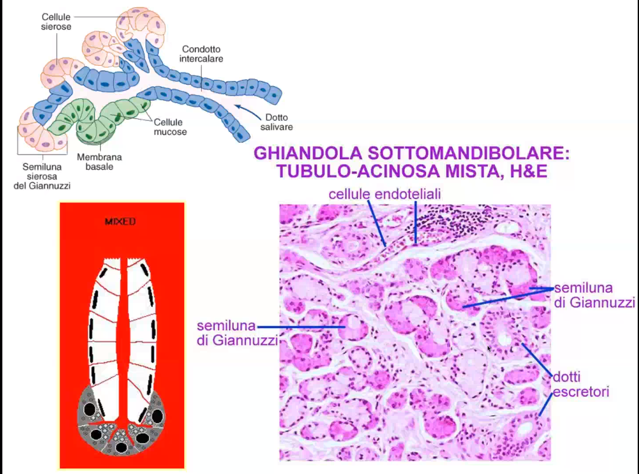 Cellule
sierose
Condotto
intercalare
Cellule
mucose
Dotto
salivare
Membrana
basale
Semiluna
sierosa
del Giannuzzi
GHIANDOLA SOTTOMANDIBOLARE:
TUBULO-ACINOSA MISTA, H&E
cellule endoteliali
MIXED
semiluna
di Giannuzzi
semiluna
di Giannuzzi
dotti
escretori